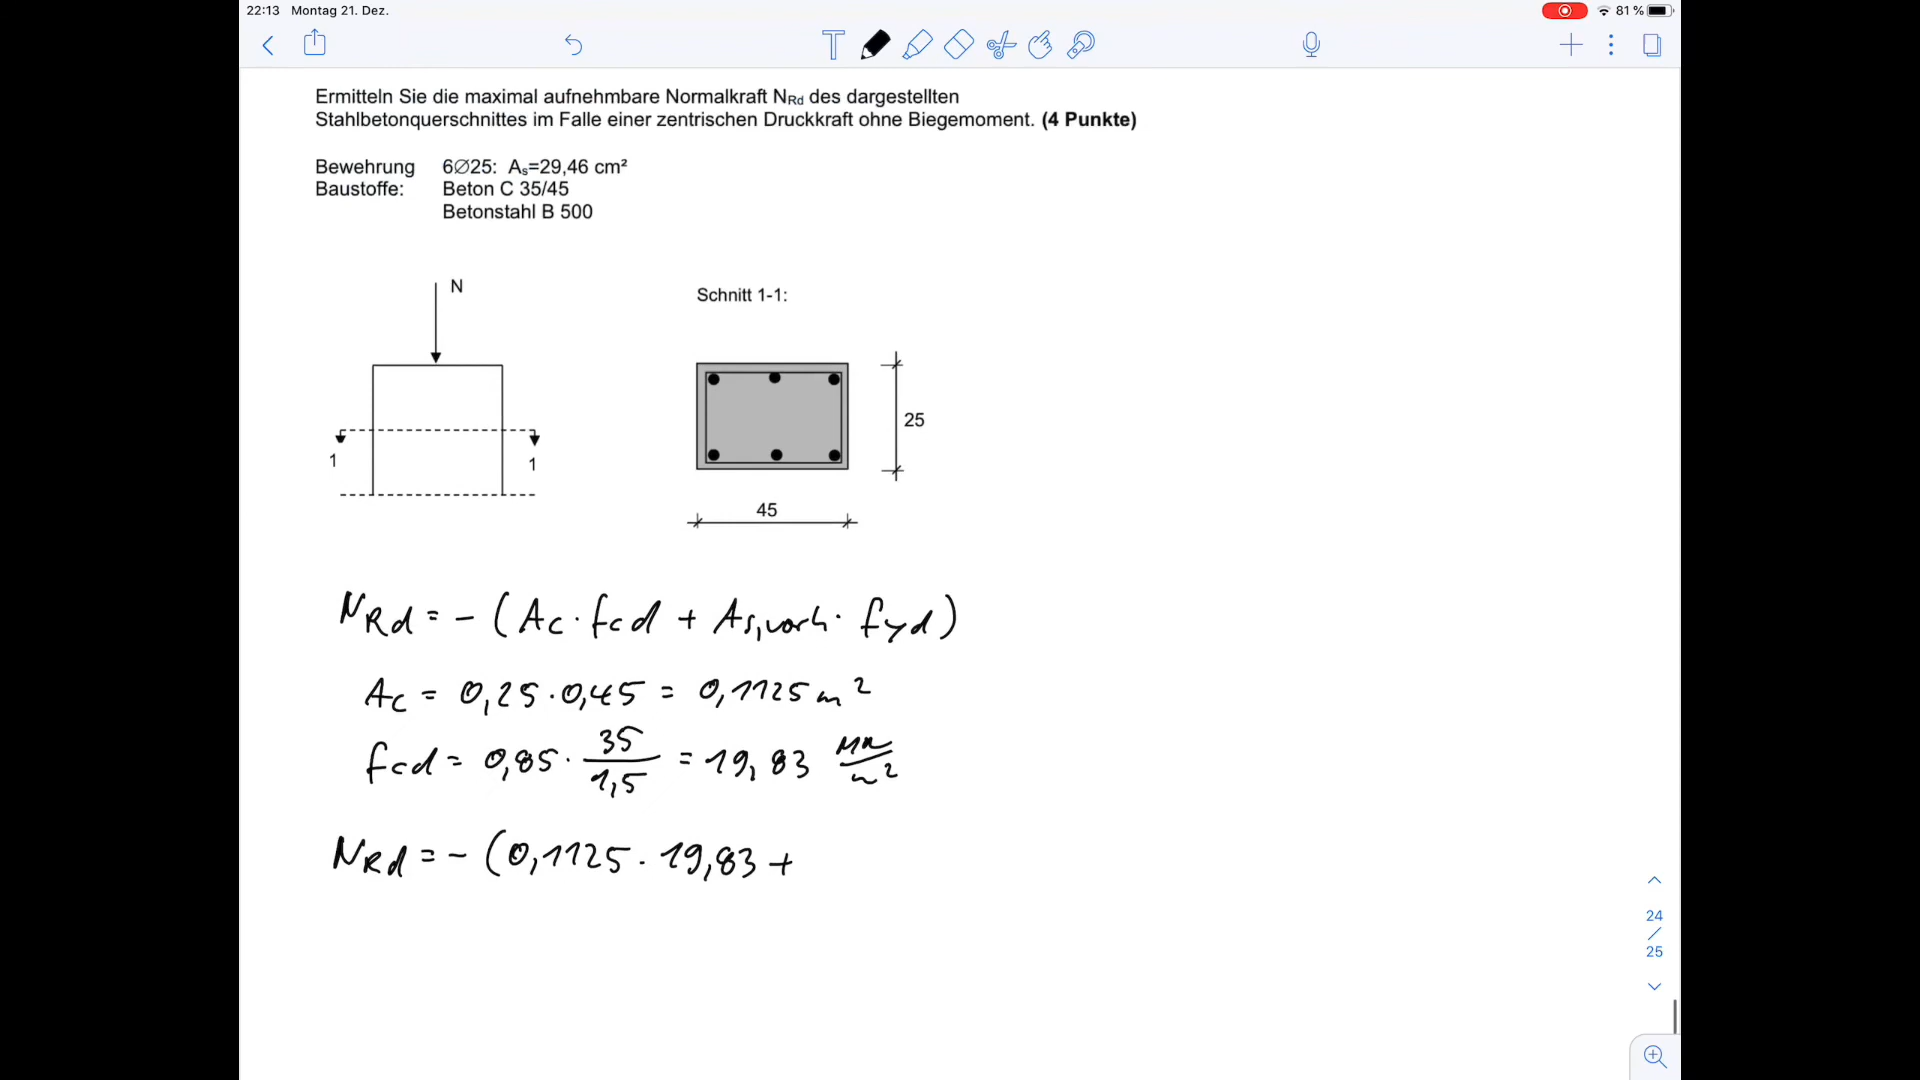 22:13 Montag 21. Dez.
81 %
Ermitteln Sie die maximal aufnehmbare Normalkraft NRd des dargestellten
Stahlbetonquerschnittes im Falle einer zentrischen Druckkraft ohne Biegemoment. (4 Punkte)
Bewehrung 6∅25: As=29,46 cm²
Baustoffe: Beton C 35/45
Betonstahl B 500
N
Schnitt 1-1:
25
1 1
45
NRd = - (Ac · fcd + As,vorh · fyd)
Ac = 0,25 · 0,45 = 0,1125 m²
fcd = 0,85 · 35/1,5 = 19,83 MN/m²
NRd = - (0,1125 · 19,83 +
24
/
25